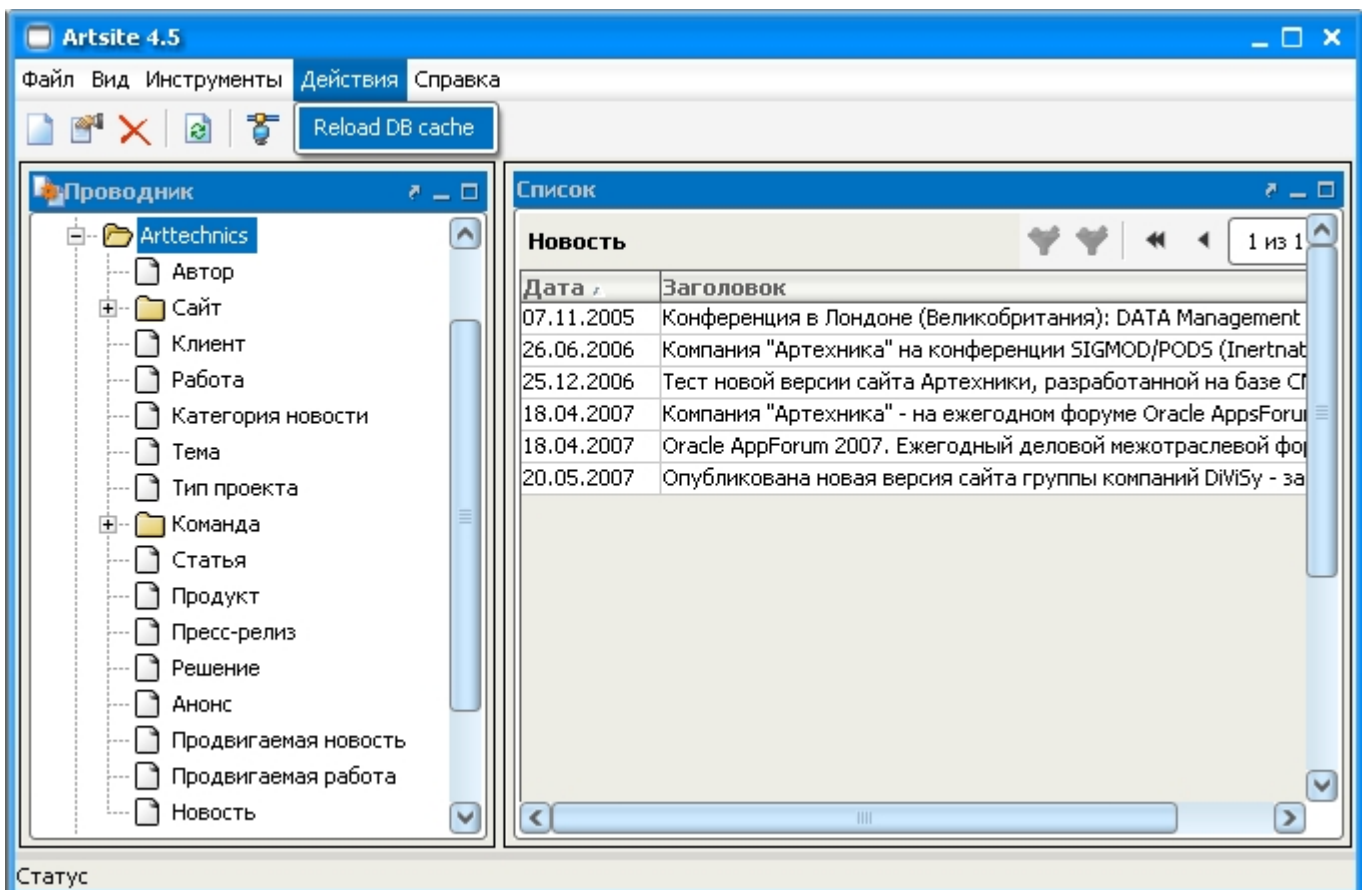 Artsite 4.5
Файл Вид Инструменты Действия Справка
Reload DB cache
Проводник
Arttechnics
Автор
Сайт
Клиент
Работа
Категория новости
Тема
Тип проекта
Команда
Статья
Продукт
Пресс-релиз
Решение
Анонс
Продвигаемая новость
Продвигаемая работа
Новость
Список
Новость 1 из 1
Дата Заголовок
07.11.2005 Конференция в Лондоне (Великобритания): DATA Management
26.06.2006 Компания "Артехника" на конференции SIGMOD/PODS (Inertnat
25.12.2006 Тест новой версии сайта Артехники, разработанной на базе
18.04.2007 Компания "Артехника" - на ежегодном форуме Oracle AppsForu
18.04.2007 Oracle AppForum 2007. Ежегодный деловой межотраслевой фо
20.05.2007 Опубликована новая версия сайта группы компаний DiViSy - за
Статус